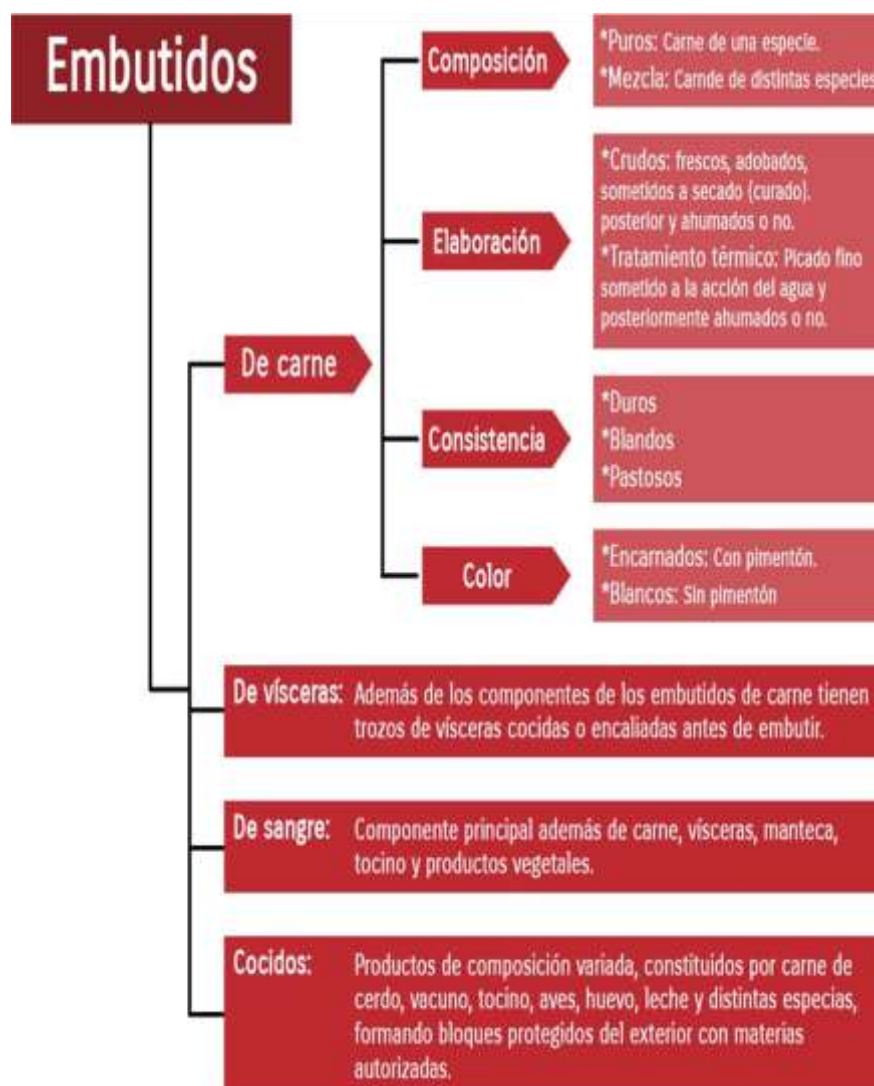 Embutidos
Composición
*Puros: Carne de una especie.
*Mezcla: Carnde de distintas especies
Elaboración
*Crudos: frescos, adobados,
sometidos a secado (curado).
posterior y ahumados o no.
*Tratamiento térmico: Picado fino
sometido a la acción del agua y
posteriormente ahumados o no.
De carne
Consistencia
*Duros
*Blandos
*Pastosos
Color
*Encarnados: Con pimentón.
*Blancos: Sin pimentón
De vísceras: Además de los componentes de los embutidos de carne tienen
trozos de vísceras cocidas o encaliadas antes de embutir.
De sangre: Componente principal además de carne, vísceras, manteca,
tocino y productos vegetales.
Cocidos: Productos de composición variada, constituidos por carne de
cerdo, vacuno, tocino, aves, huevo, leche y distintas especias,
formando bloques protegidos del exterior con materias
autorizadas.